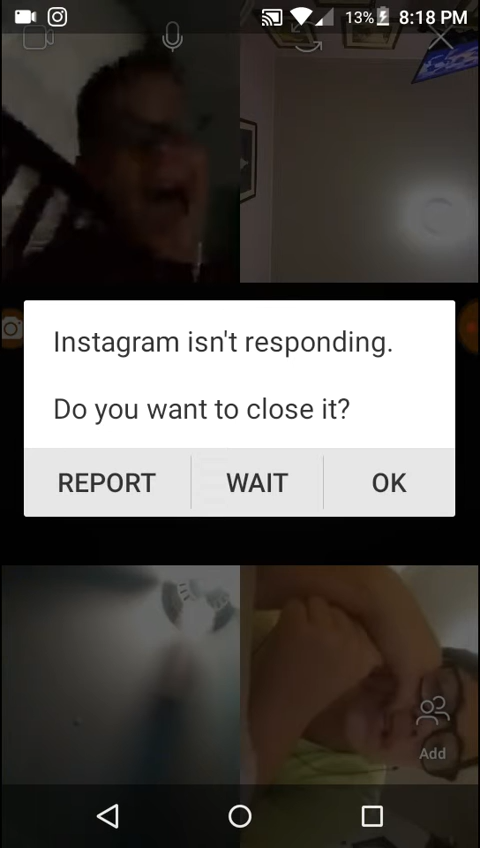 13% 8:18 PM
Instagram isn't responding.
Do you want to close it?
REPORT WAIT OK
Add